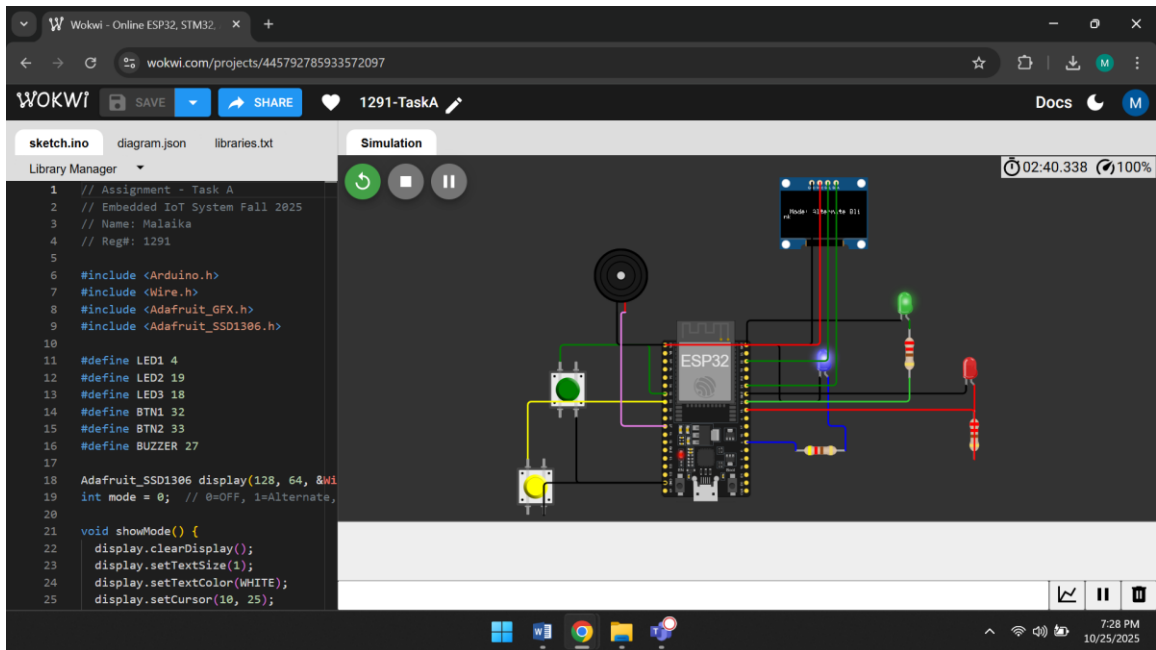 Wokwi - Online ESP32, STM32,
wokwi.com/projects/445792785933572097
M
WOKWI
SAVE
SHARE
1291-TaskA
Docs
M
sketch.ino
diagram.json
libraries.txt
Simulation
Library Manager
02:40.338
100%
1 // Assignment - Task A
2 // Embedded IoT System Fall 2025
3 // Name: Malaika
4 // Reg#: 1291
5
6 #include <Arduino.h>
7 #include <Wire.h>
8 #include <Adafruit_GFX.h>
9 #include <Adafruit_SSD1306.h>
10
11 #define LED1 4
12 #define LED2 19
13 #define LED3 18
14 #define BTN1 32
15 #define BTN2 33
16 #define BUZZER 27
17
18 Adafruit_SSD1306 display(128, 64, &Wi
19 int mode = 0; // 0=OFF, 1=Alternate,
20
21 void showMode() {
22 display.clearDisplay();
23 display.setTextSize(1);
24 display.setTextColor(WHITE);
25 display.setCursor(10, 25);
Mode: Alternate Bli
nk
ESP32
7:28 PM
10/25/2025